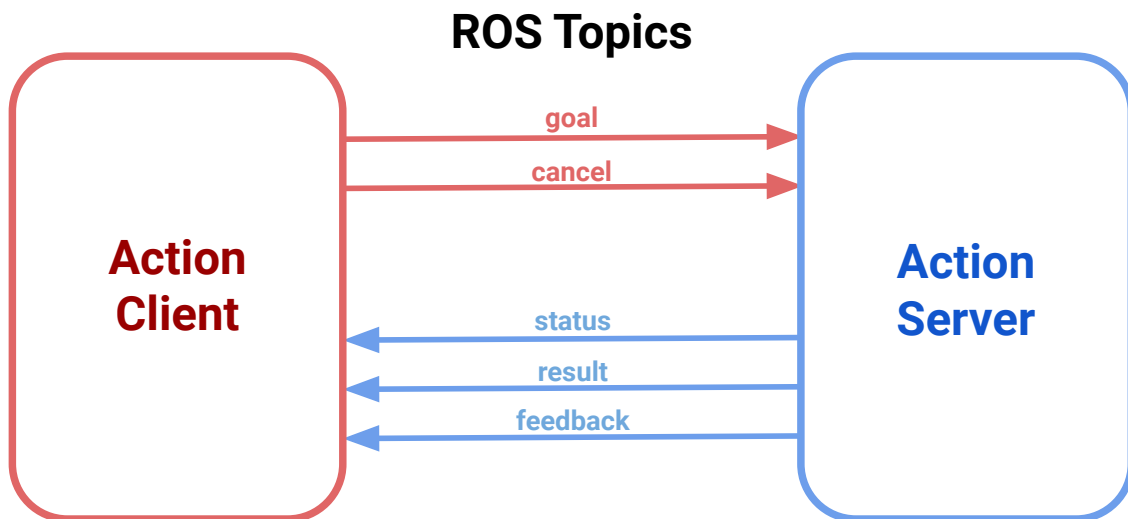 ROS Topics
goal
cancel
Action
Client
Action
Server
status
result
feedback